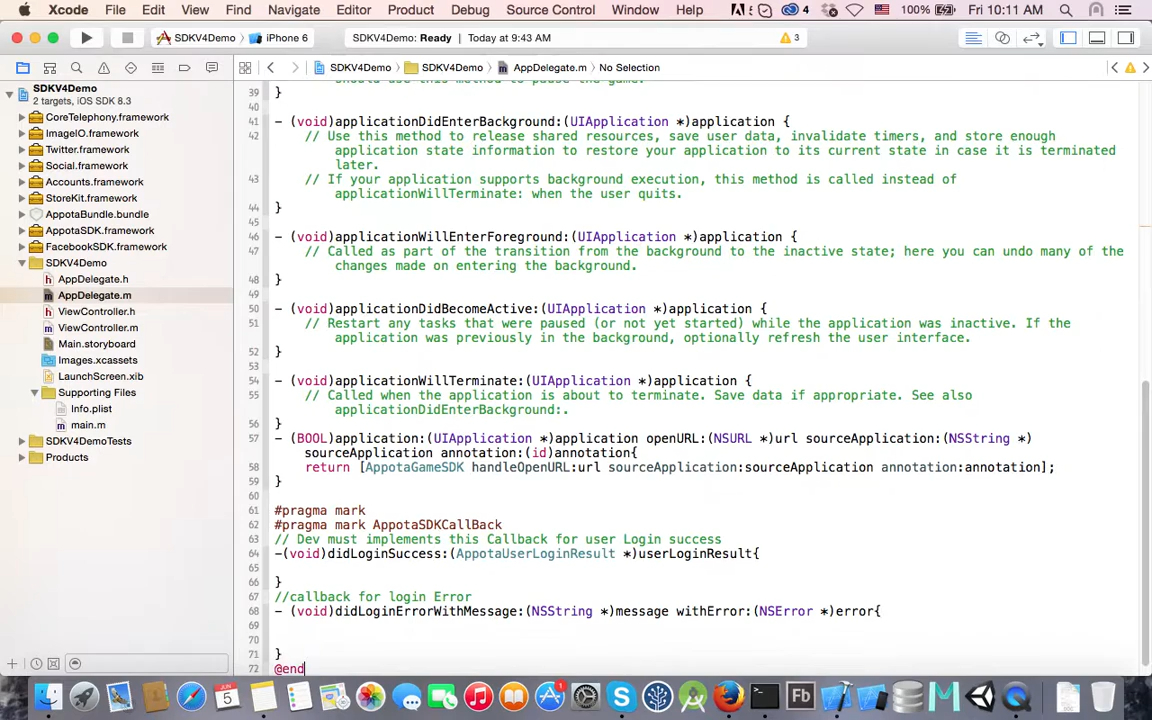 Xcode File Edit View Find Navigate Editor Product Debug Source Control Window Help 4 100% Fri 10:11 AM
SDKV4Demo iPhone 6 SDKV4Demo: Ready | Today at 9:43 AM 3
SDKV4Demo SDKV4Demo AppDelegate.m No Selection
SDKV4Demo
2 targets, iOS SDK 8.3
CoreTelephony.framework
ImageIO.framework
Twitter.framework
Social.framework
Accounts.framework
StoreKit.framework
AppotaBundle.bundle
AppotaSDK.framework
FacebookSDK.framework
SDKV4Demo
AppDelegate.h
AppDelegate.m
ViewController.h
ViewController.m
Main.storyboard
Images.xcassets
LaunchScreen.xib
Supporting Files
Info.plist
main.m
SDKV4DemoTests
Products
should use this method to pause the game.
39 }
40
41 - (void)applicationDidEnterBackground:(UIApplication *)application {
42 // Use this method to release shared resources, save user data, invalidate timers, and store enough
application state information to restore your application to its current state in case it is terminated
later.
43 // If your application supports background execution, this method is called instead of
applicationWillTerminate: when the user quits.
44 }
45
46 - (void)applicationWillEnterForeground:(UIApplication *)application {
47 // Called as part of the transition from the background to the inactive state; here you can undo many of the
changes made on entering the background.
48 }
49
50 - (void)applicationDidBecomeActive:(UIApplication *)application {
51 // Restart any tasks that were paused (or not yet started) while the application was inactive. If the
application was previously in the background, optionally refresh the user interface.
52 }
53
54 - (void)applicationWillTerminate:(UIApplication *)application {
55 // Called when the application is about to terminate. Save data if appropriate. See also
applicationDidEnterBackground:.
56 }
57 - (BOOL)application:(UIApplication *)application openURL:(NSURL *)url sourceApplication:(NSString *)
sourceApplication annotation:(id)annotation{
58 return [AppotaGameSDK handleOpenURL:url sourceApplication:sourceApplication annotation:annotation];
59 }
60
61 #pragma mark
62 #pragma mark AppotaSDKCallBack
63 // Dev must implements this Callback for user Login success
64 -(void)didLoginSuccess:(AppotaUserLoginResult *)userLoginResult{
65
66 }
67 //callback for login Error
68 - (void)didLoginErrorWithMessage:(NSString *)message withError:(NSError *)error{
69
70
71 }
72 @end
JUN 5 1 Fb